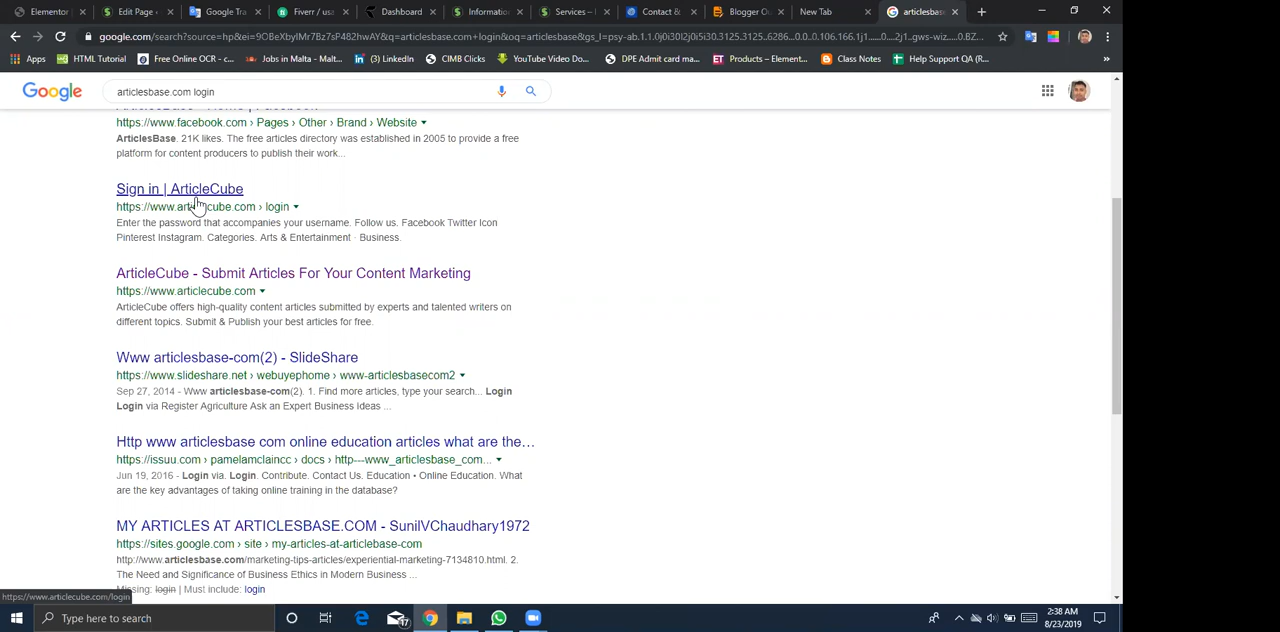 Elementor
Edit Page
Google Tra
Fiverr / us
Dashboard
Informatio
Services –
Contact &
Blogger O
New Tab
articlesbase
google.com/search?source=hp&ei=9OBeXbylMr7Bz7sP482hwAY&q=articlesbase.com+login&oq=articlesbase&gs_l=psy-ab.1.1.0j0i30l2j0i5i30.3125.3125..6286...0.0..0.106.166.1j1......0....2j1..gws-wiz.
Apps
HTML Tutorial
Free Online OCR - c...
Jobs in Malta - Malt...
(3) LinkedIn
CIMB Clicks
YouTube Video Do...
DPE Admit card ma...
Products – Element...
Class Notes
Help Support QA (R...
»
Google
articlesbase.com login
ArticlesBase - Home | Facebook
https://www.facebook.com › Pages › Other › Brand › Website
ArticlesBase. 21K likes. The free articles directory was established in 2005 to provide a free
platform for content producers to publish their work...
Sign in | ArticleCube
https://www.articlecube.com › login
Enter the password that accompanies your username. Follow us. Facebook Twitter Icon
Pinterest Instagram. Categories. Arts & Entertainment · Business.
ArticleCube - Submit Articles For Your Content Marketing
https://www.articlecube.com
ArticleCube offers high-quality content articles submitted by experts and talented writers on
different topics. Submit & Publish your best articles for free.
Www articlesbase-com(2) - SlideShare
https://www.slideshare.net › webuyephome › www-articlesbasecom2
Sep 27, 2014 - Www articlesbase-com(2). 1. Find more articles, type your search... Login
Login via Register Agriculture Ask an Expert Business Ideas ...
Http www articlesbase com online education articles what are the…
https://issuu.com › pamelamclaincc › docs › http---www_articlesbase_com...
Jun 19, 2016 - Login via. Login. Contribute. Contact Us. Education • Online Education. What
are the key advantages of taking online training in the database?
MY ARTICLES AT ARTICLESBASE.COM - SunilVChaudhary1972
https://sites.google.com › site › my-articles-at-articlebase-com
http://www.articlesbase.com/marketing-tips-articles/experiential-marketing-7134810.html. 2.
The Need and Significance of Business Ethics in Modern Business ...
Missing: login | Must include: login
https://www.articlecube.com/login
Type here to search
17
2:38 AM
8/23/2019